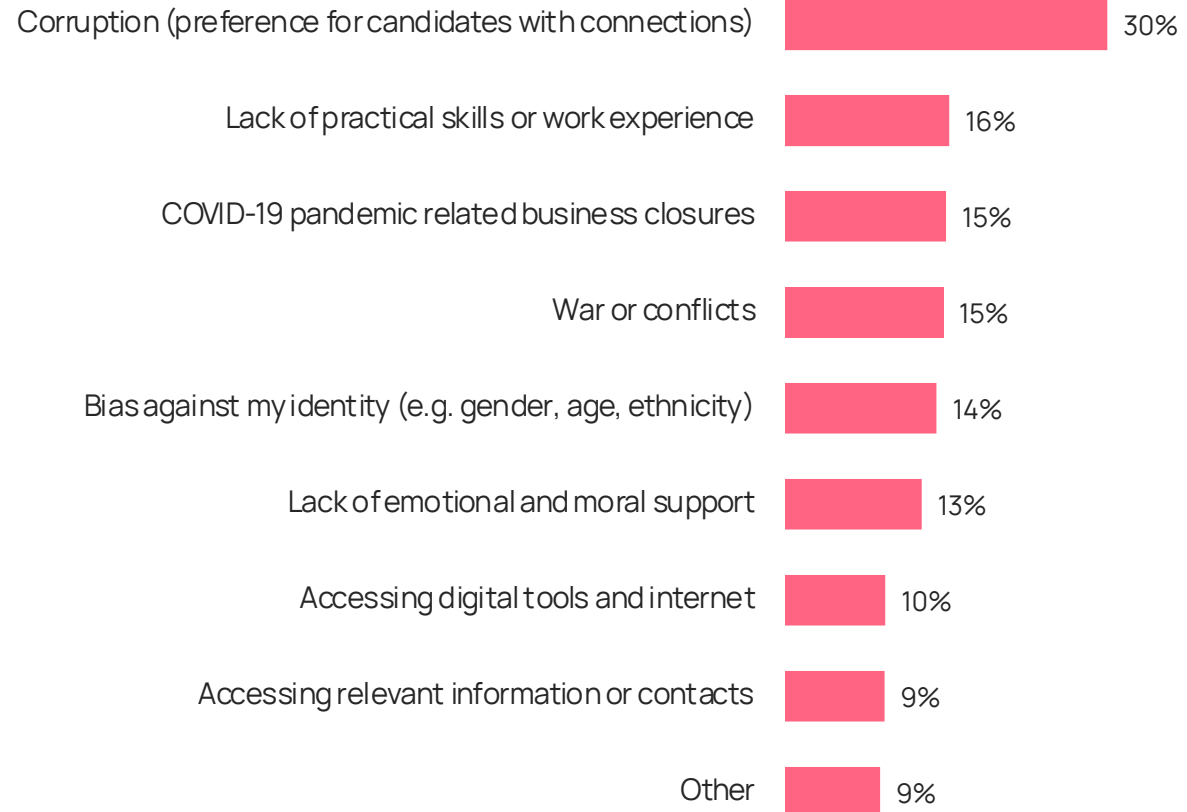 Corruption (preference for candidates with connections) 30%
Lack of practical skills or work experience 16%
COVID-19 pandemic related business closures 15%
War or conflicts 15%
Bias against my identity (e.g. gender, age, ethnicity) 14%
Lack of emotional and moral support 13%
Accessing digital tools and internet 10%
Accessing relevant information or contacts 9%
Other 9%